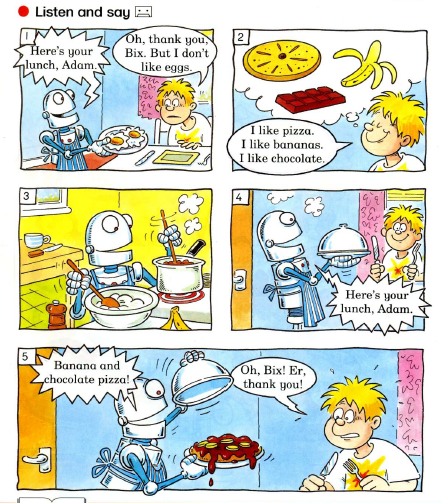 Listen and say
1
Here's your
lunch, Adam.
Oh, thank you,
Bix. But I don't
like eggs.
2
I like pizza.
I like bananas.
I like chocolate.
3
4
Here's your
lunch, Adam.
5
Banana and
chocolate pizza!
Oh, Bix! Er,
thank you!